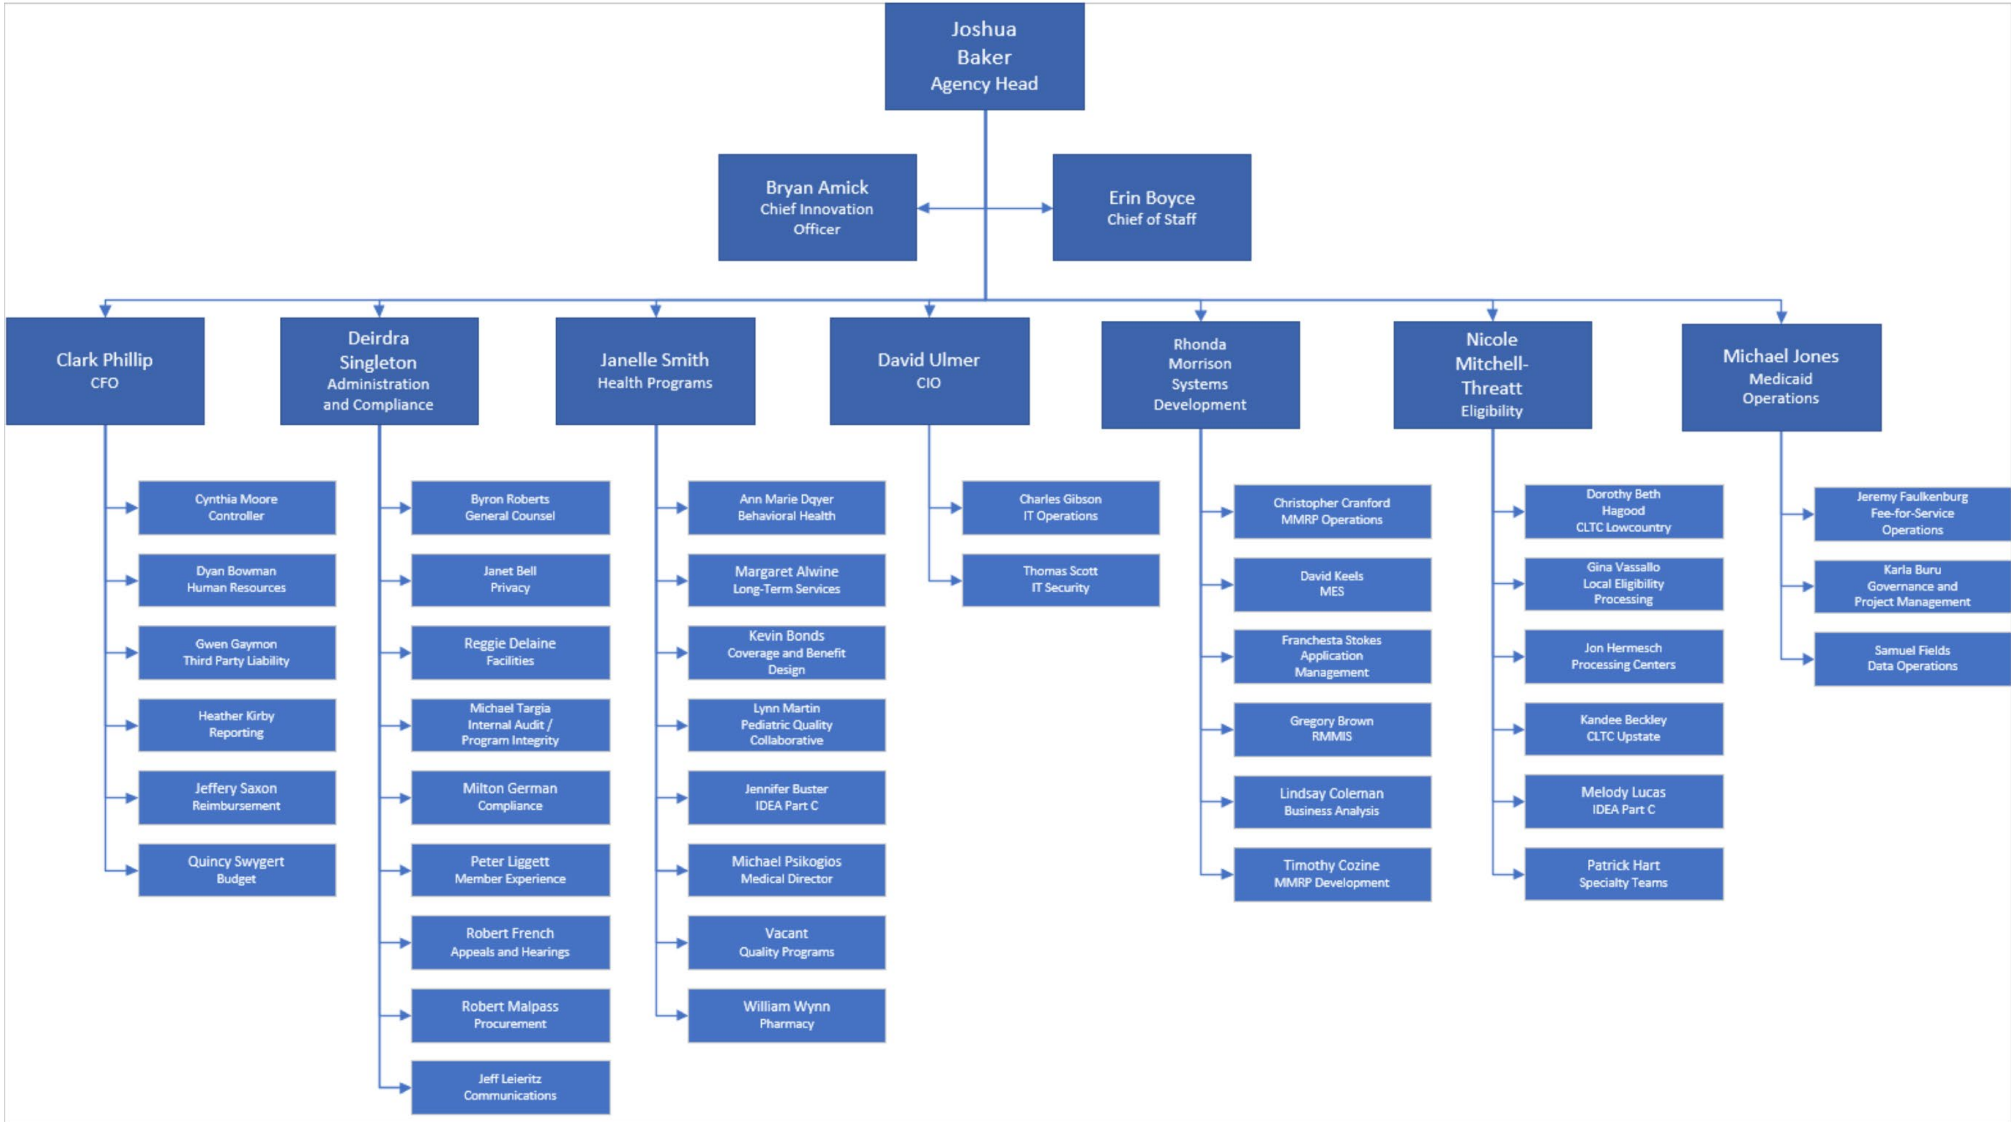 Joshua
Baker
Agency Head
Bryan Amick
Chief Innovation
Officer
Erin Boyce
Chief of Staff
Clark Phillip
CFO
Deirdra
Singleton
Administration
and Compliance
Janelle Smith
Health Programs
David Ulmer
CIO
Rhonda
Morrison
Systems
Development
Nicole
Mitchell-
Threatt
Eligibility
Michael Jones
Medicaid
Operations
Cynthia Moore
Controller
Dyan Bowman
Human Resources
Gwen Gaymon
Third Party Liability
Heather Kirby
Reporting
Jeffery Saxon
Reimbursement
Quincy Swygert
Budget
Byron Roberts
General Counsel
Janet Bell
Privacy
Reggie Delaine
Facilities
Michael Targia
Internal Audit /
Program Integrity
Milton German
Compliance
Peter Liggett
Member Experience
Robert French
Appeals and Hearings
Robert Malpass
Procurement
Jeff Leieritz
Communications
Ann Marie Dqyer
Behavioral Health
Margaret Alwine
Long-Term Services
Kevin Bonds
Coverage and Benefit
Design
Lynn Martin
Pediatric Quality
Collaborative
Jennifer Buster
IDEA Part C
Michael Psikogios
Medical Director
Vacant
Quality Programs
William Wynn
Pharmacy
Charles Gibson
IT Operations
Thomas Scott
IT Security
Christopher Cranford
MMRP Operations
David Keels
MES
Franchesta Stokes
Application
Management
Gregory Brown
RMMIS
Lindsay Coleman
Business Analysis
Timothy Cozine
MMRP Development
Dorothy Beth
Hagood
CLTC Lowcountry
Gina Vassallo
Local Eligibility
Processing
Jon Hermesch
Processing Centers
Kandee Beckley
CLTC Upstate
Melody Lucas
IDEA Part C
Patrick Hart
Specialty Teams
Jeremy Faulkenburg
Fee-for-Service
Operations
Karla Buru
Governance and
Project Management
Samuel Fields
Data Operations